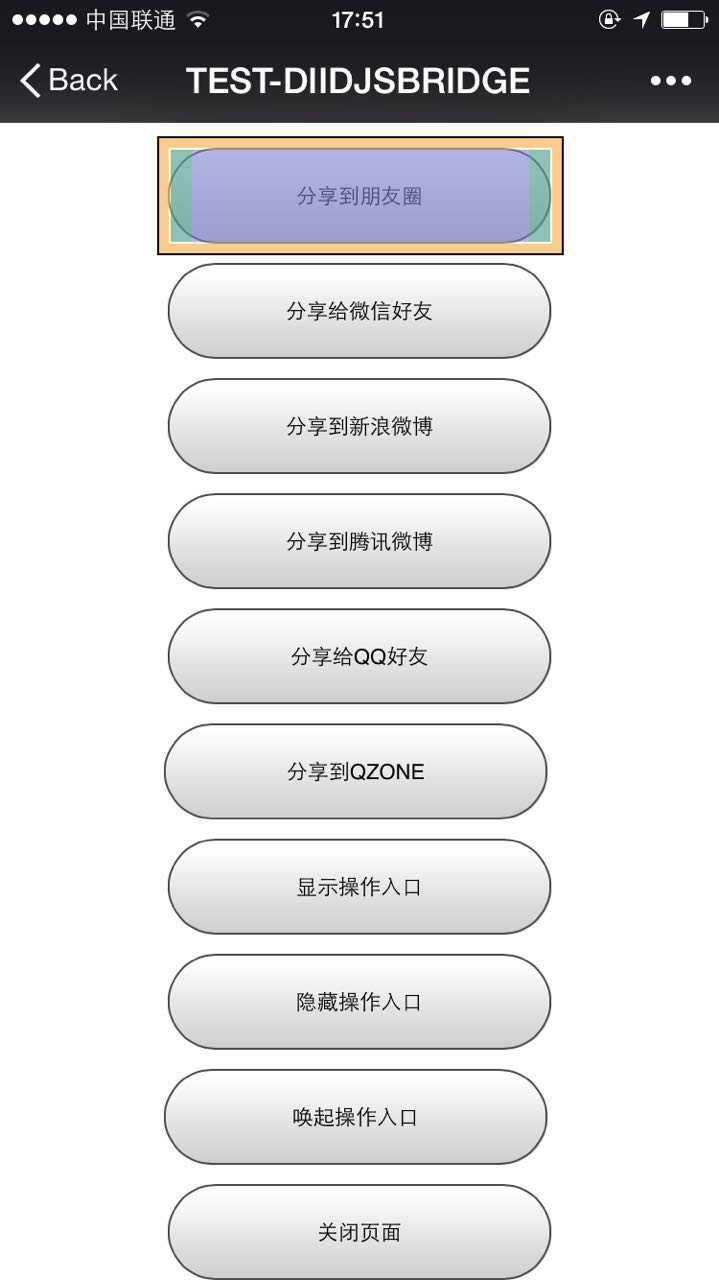 中国联通 17:51
Back TEST-DIIDJSBRIDGE
分享到朋友圈
分享给微信好友
分享到新浪微博
分享到腾讯微博
分享给QQ好友
分享到QZONE
显示操作入口
隐藏操作入口
唤起操作入口
关闭页面